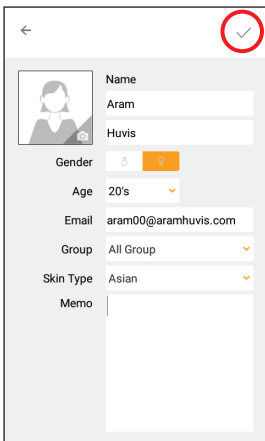 Name
Aram
Huvis
Gender
Age 20's
Email aram00@aramhuvis.com
Group All Group
Skin Type Asian
Memo